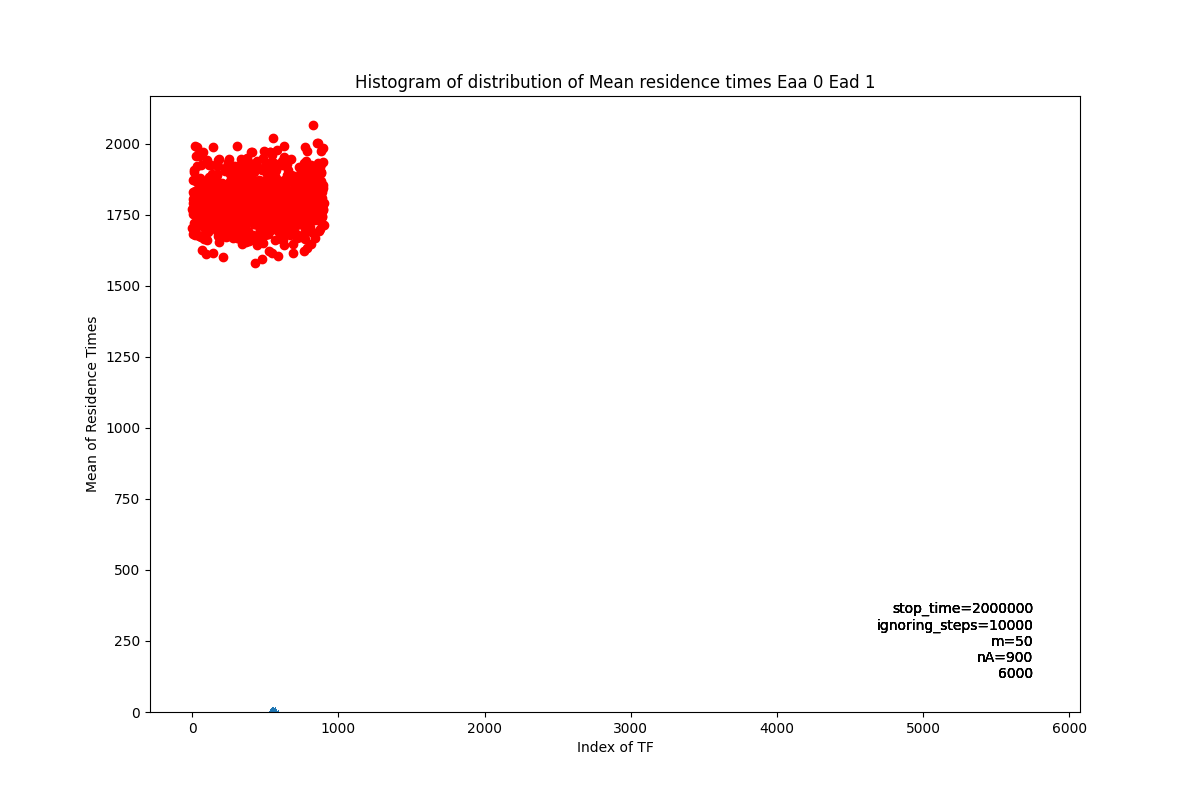 Histogram of distribution of Mean residence times Eaa 0 Ead 1
2000
1750
1500
1250
1000
750
500
250
0
Mean of Residence Times
stop_time=2000000
ignoring_steps=10000
m=50
nA=900
6000
0 1000 2000 3000 4000 5000 6000
Index of TF